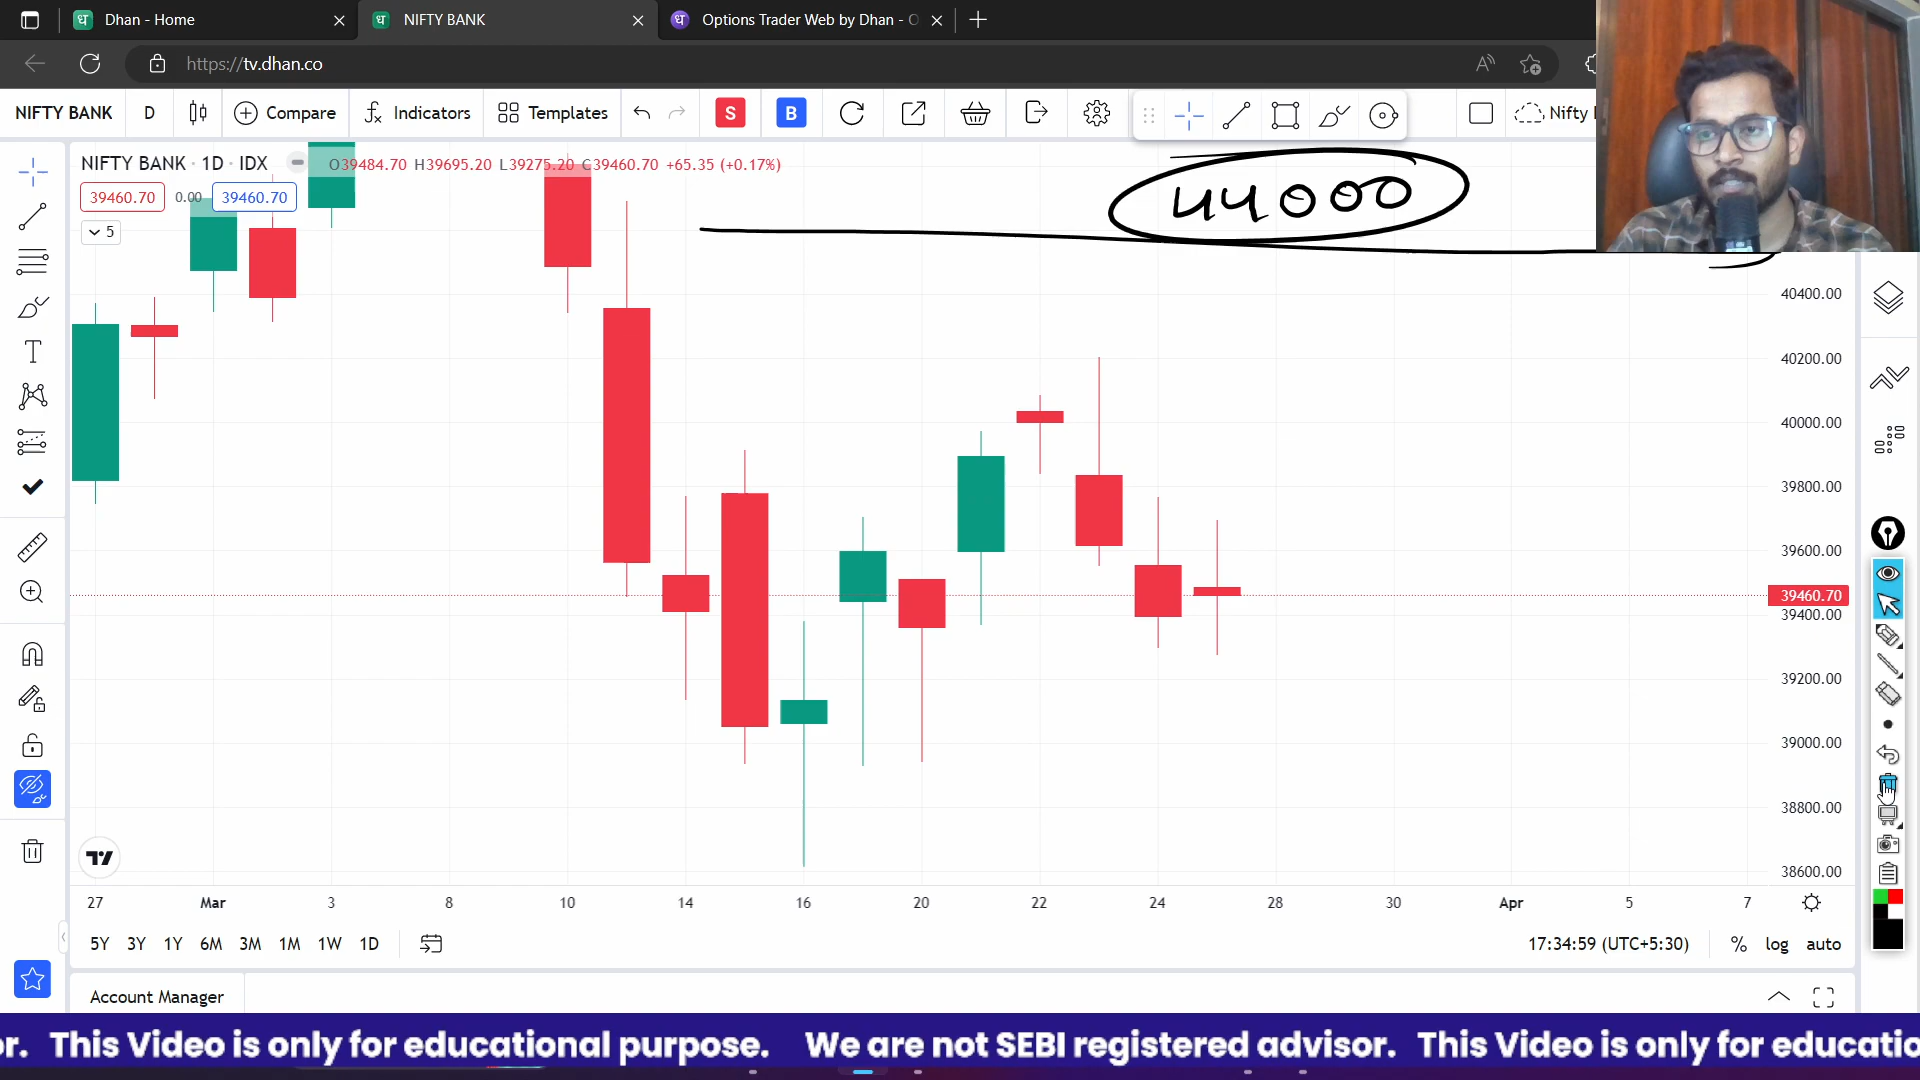 Dhan - Home
NIFTY BANK
Options Trader Web by Dhan - O
https://tv.dhan.co
NIFTY BANK
D
Compare
Indicators
Templates
S
B
Nifty
NIFTY BANK · 1D · IDX
O39484.70 H39695.20 L39275.20 C39460.70 +65.35 (+0.17%)
39460.70
0.00
39460.70
5
44000
40400.00
40200.00
40000.00
39800.00
39600.00
39460.70
39400.00
39200.00
39000.00
38800.00
38600.00
27 Mar 3 8 10 14 16 20 22 24 28 30 Apr 5 7
5Y 3Y 1Y 6M 3M 1M 1W 1D
17:34:59 (UTC+5:30)
% log auto
Account Manager
r. This Video is only for educational purpose. We are not SEBI registered advisor. This Video is only for educatio